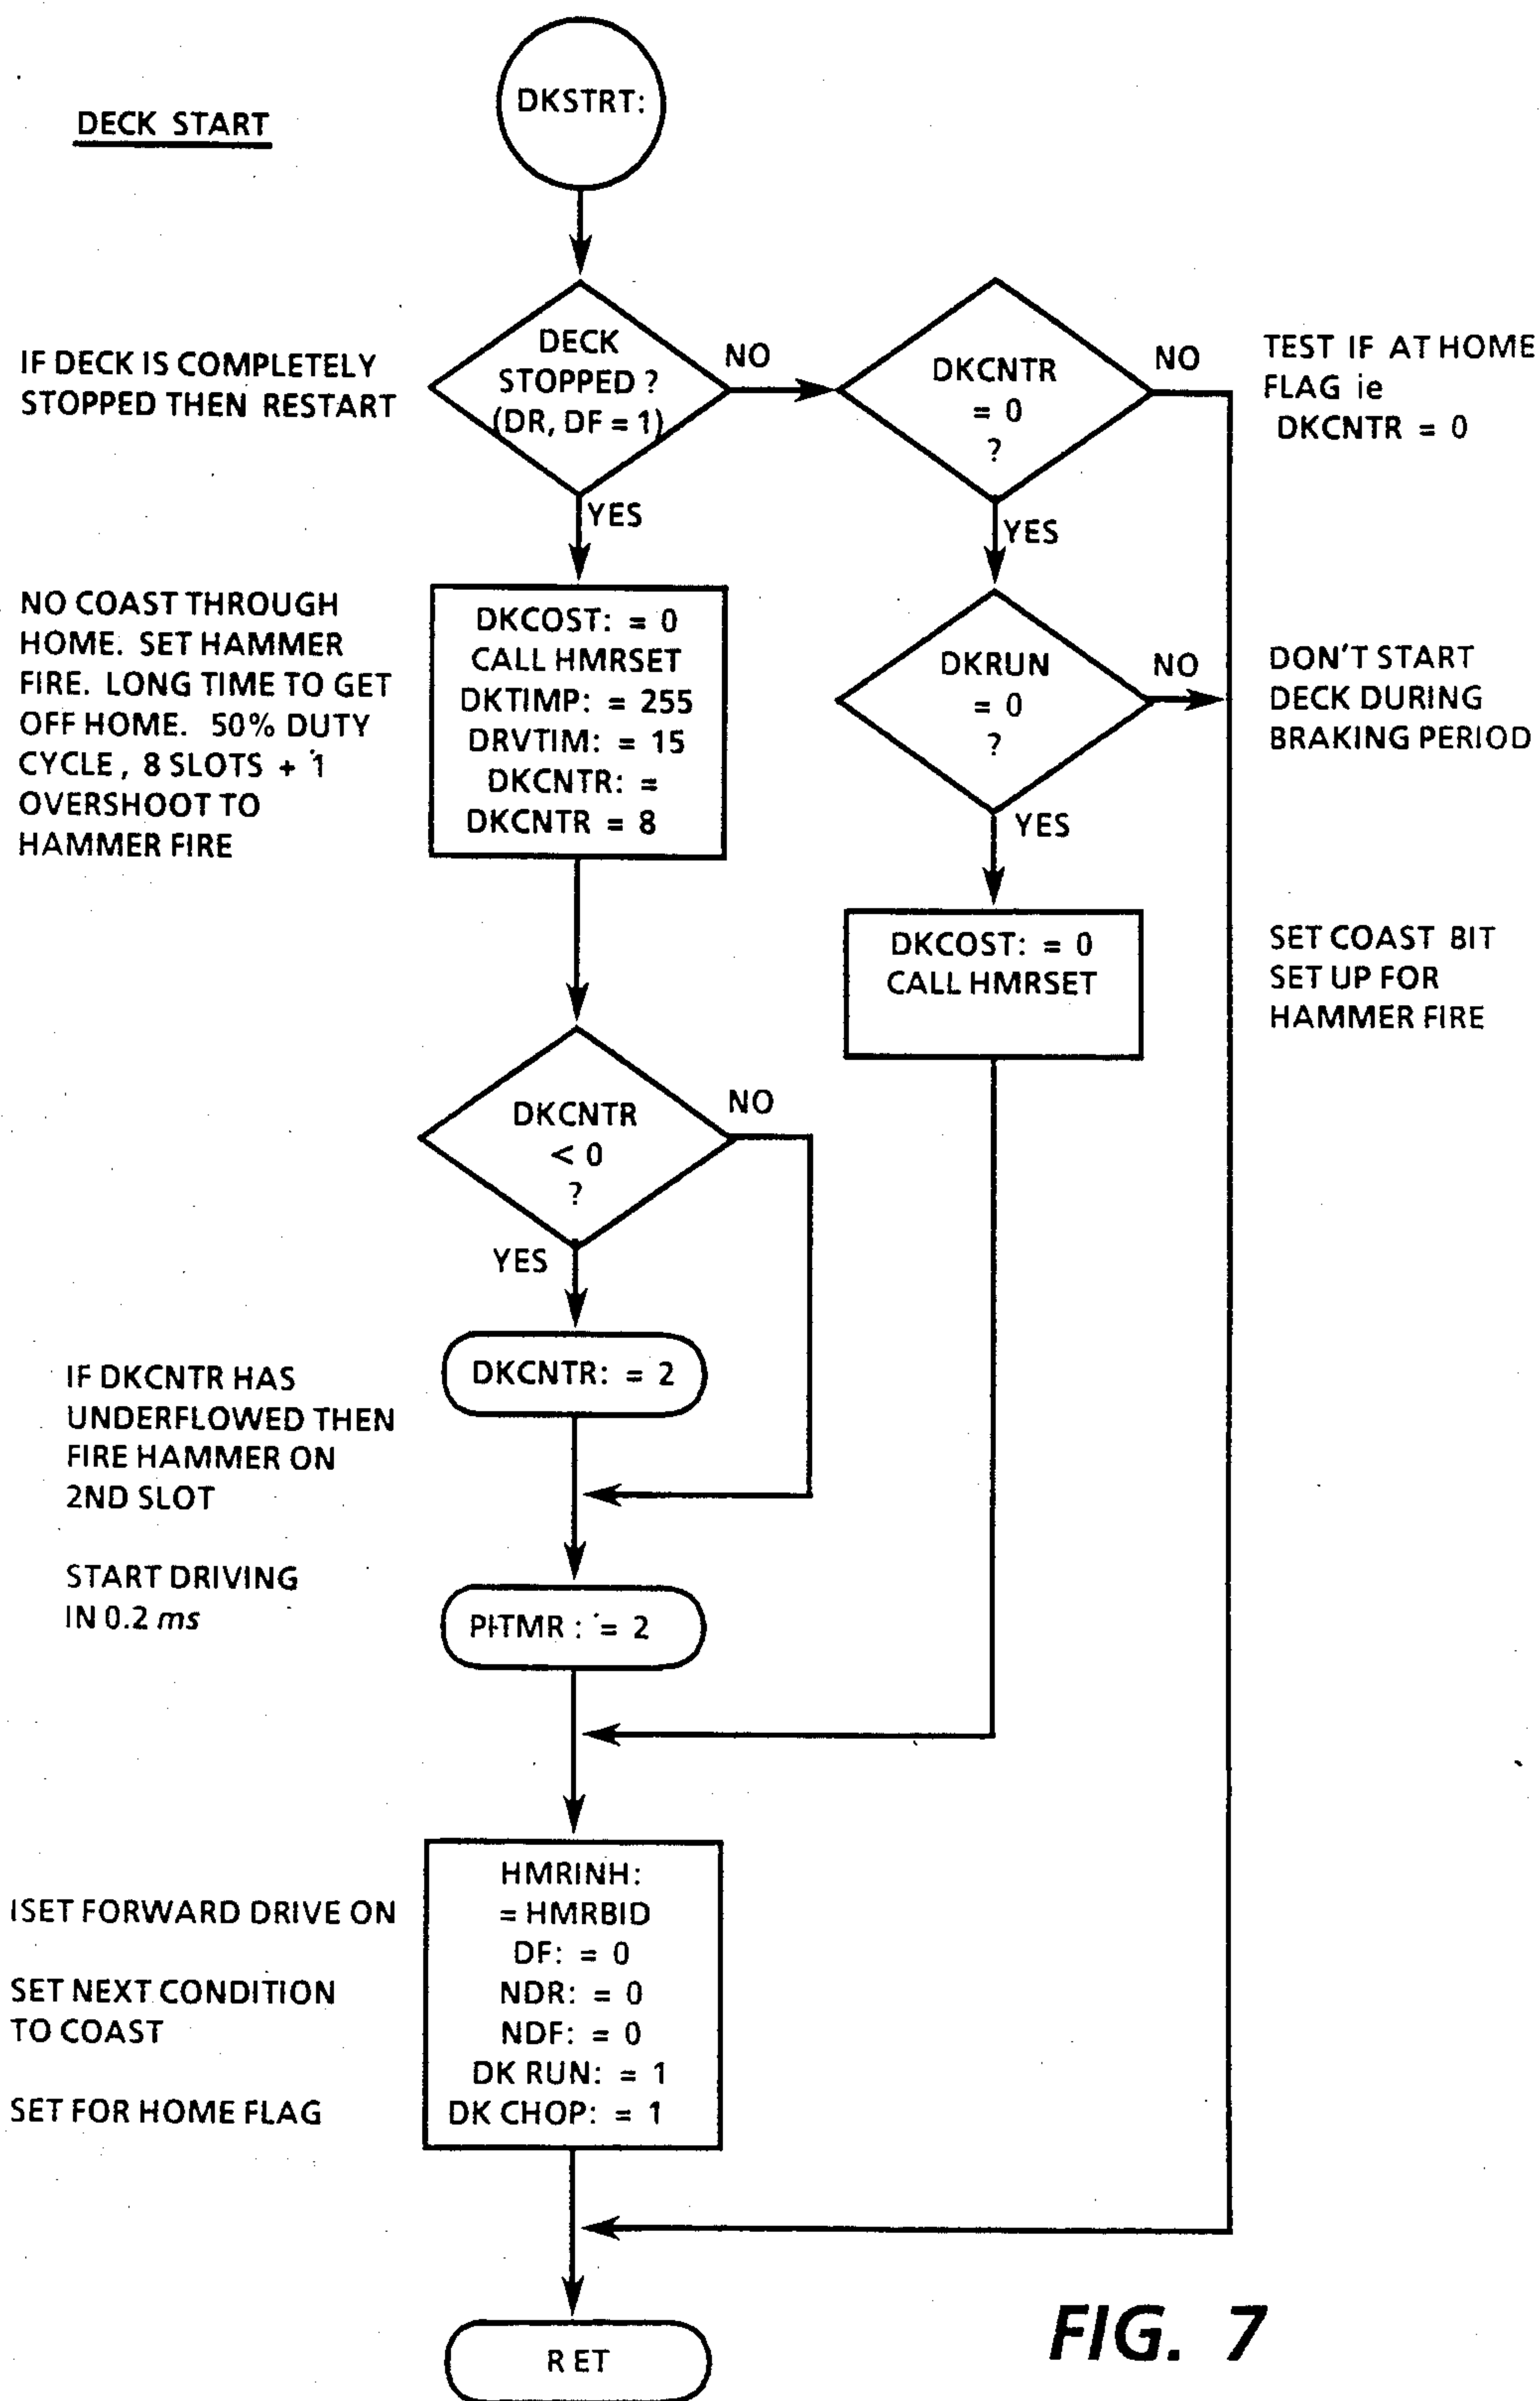 DECK START
DKSTRT:
IF DECK IS COMPLETELY
STOPPED THEN RESTART
DECK
STOPPED ?
(DR, DF = 1)
NO
DKCNTR
= 0
?
NO
TEST IF AT HOME
FLAG ie
DKCNTR = 0
YES
YES
NO COAST THROUGH
HOME. SET HAMMER
FIRE. LONG TIME TO GET
OFF HOME. 50% DUTY
CYCLE, 8 SLOTS + 1
OVERSHOOT TO
HAMMER FIRE
DKCOST: = 0
CALL HMRSET
DKTIMP: = 255
DRVTIM: = 15
DKCNTR: =
DKCNTR = 8
DKRUN
= 0
?
NO
DON'T START
DECK DURING
BRAKING PERIOD
YES
DKCOST: = 0
CALL HMRSET
SET COAST BIT
SET UP FOR
HAMMER FIRE
DKCNTR
< 0
?
NO
YES
IF DKCNTR HAS
UNDERFLOWED THEN
FIRE HAMMER ON
2ND SLOT
DKCNTR: = 2
START DRIVING
IN 0.2 ms
: = 2
ISET FORWARD DRIVE ON
SET NEXT CONDITION
TO COAST
SET FOR HOME FLAG
HMRINH:
= HMRBID
DF: = 0
NDR: = 0
NDF: = 0
DK RUN: = 1
DK CHOP: = 1
RET
FIG. 7